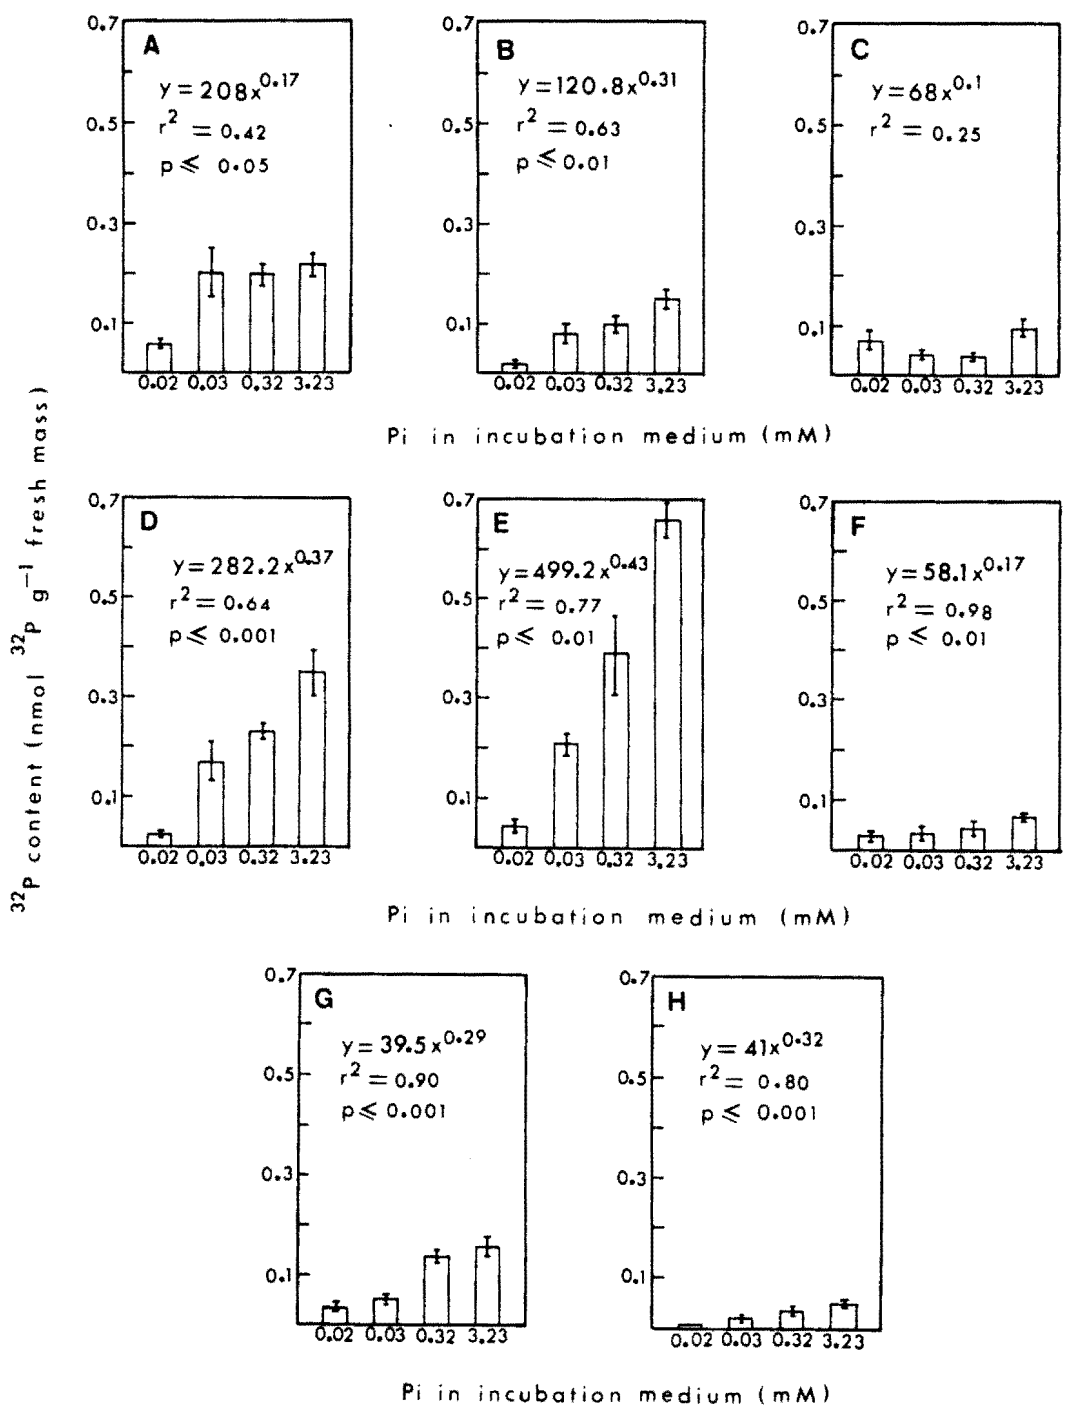 ³²P content (nmol ³²P g⁻¹ fresh mass)
A
y=208x^0.17
r² = 0.42
p ≤ 0.05
0.7
0.5
0.3
0.1
0.02 0.03 0.32 3.23
B
y=120.8x^0.31
r² = 0.63
p ≤ 0.01
0.7
0.5
0.3
0.1
0.02 0.03 0.32 3.23
C
y=68x^0.1
r² = 0.25
0.7
0.5
0.3
0.1
0.02 0.03 0.32 3.23
Pi in incubation medium (mM)
D
y=282.2x^0.37
r² = 0.64
p ≤ 0.001
0.7
0.5
0.3
0.1
0.02 0.03 0.32 3.23
E
y=499.2x^0.43
r² = 0.77
p ≤ 0.01
0.7
0.5
0.3
0.1
0.02 0.03 0.32 3.23
F
y=58.1x^0.17
r² = 0.98
p ≤ 0.01
0.7
0.5
0.3
0.1
0.02 0.03 0.32 3.23
Pi in incubation medium (mM)
G
y=39.5x^0.29
r² = 0.90
p ≤ 0.001
0.7
0.5
0.3
0.1
0.02 0.03 0.32 3.23
H
y=41x^0.32
r² = 0.80
p ≤ 0.001
0.7
0.5
0.3
0.1
0.02 0.03 0.32 3.23
Pi in incubation medium (mM)